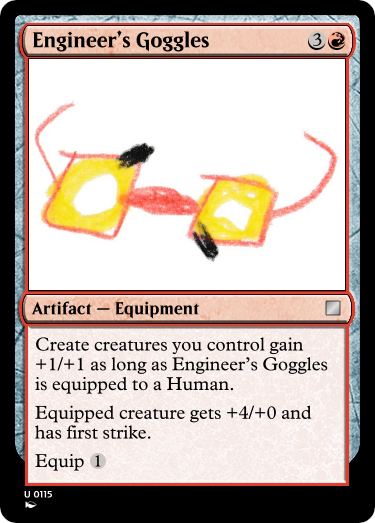 Engineer's Goggles 3
Artifact — Equipment
Create creatures you control gain
+1/+1 as long as Engineer's Goggles
is equipped to a Human.
Equipped creature gets +4/+0 and
has first strike.
Equip 1
U 0115